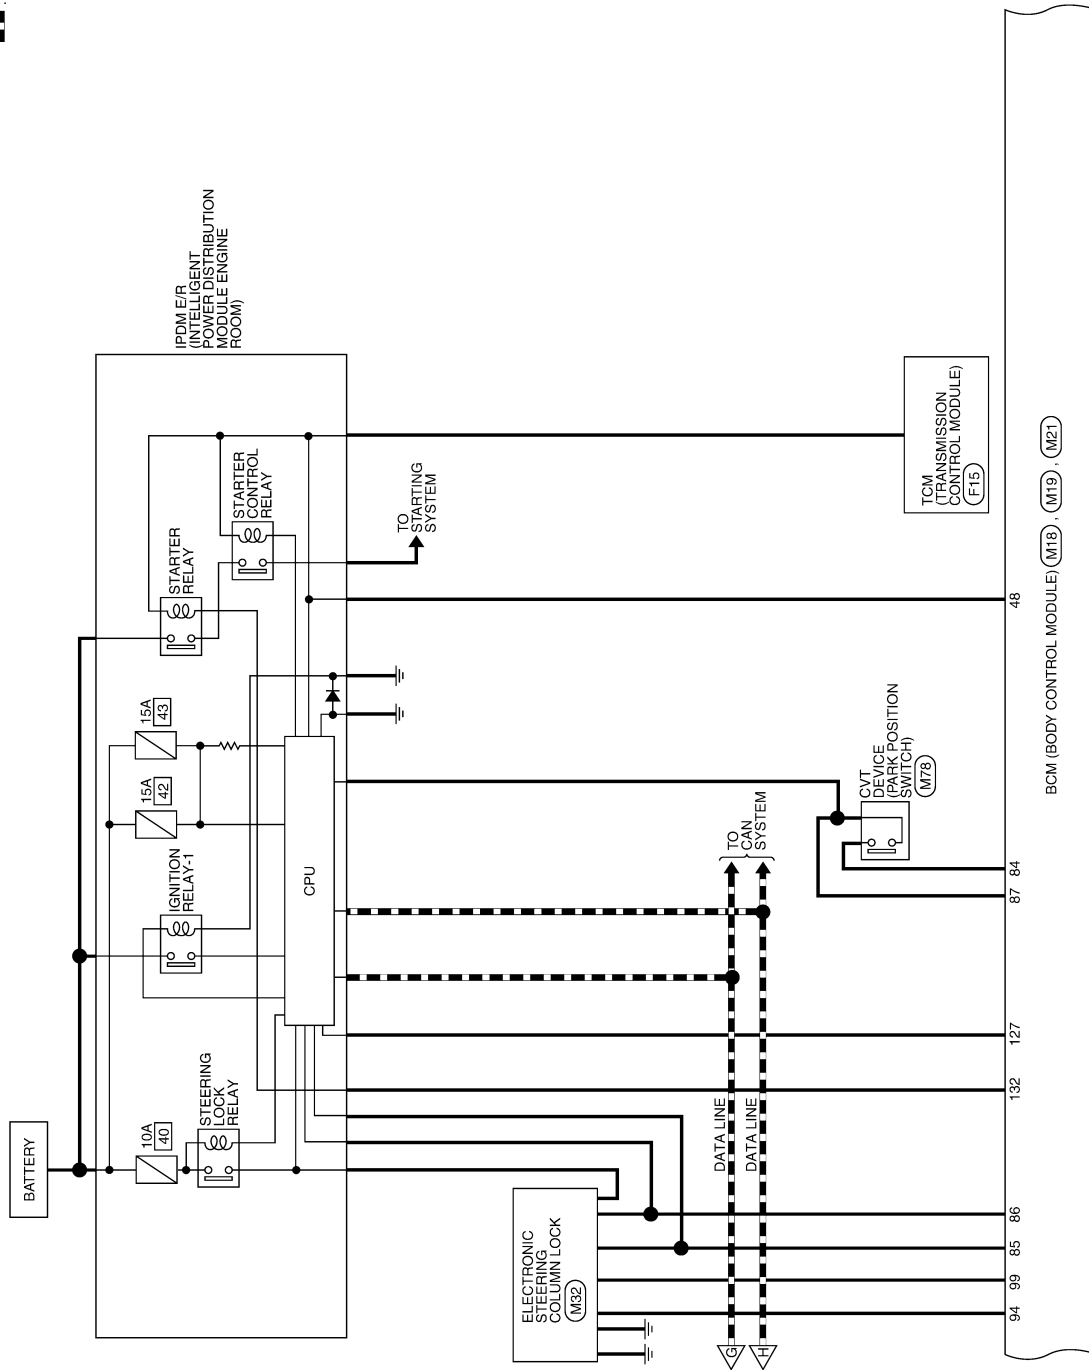 IPDM E/R
(INTELLIGENT
POWER DISTRIBUTION
MODULE ENGINE
ROOM)
BATTERY
10A
40
STEERING
LOCK
RELAY
IGNITION
RELAY-1
15A
42
15A
43
STARTER
RELAY
STARTER
CONTROL
RELAY
CPU
TO
STARTING
SYSTEM
ELECTRONIC
STEERING
COLUMN LOCK
M32
DATA LINE
DATA LINE
G
H
TO
CAN
SYSTEM
CVT
DEVICE
(PARK POSITION
SWITCH)
M78
TCM
(TRANSMISSION
CONTROL MODULE)
F15
94
99
85
86
132
127
87
84
48
BCM (BODY CONTROL MODULE) M18 , M19 , M21